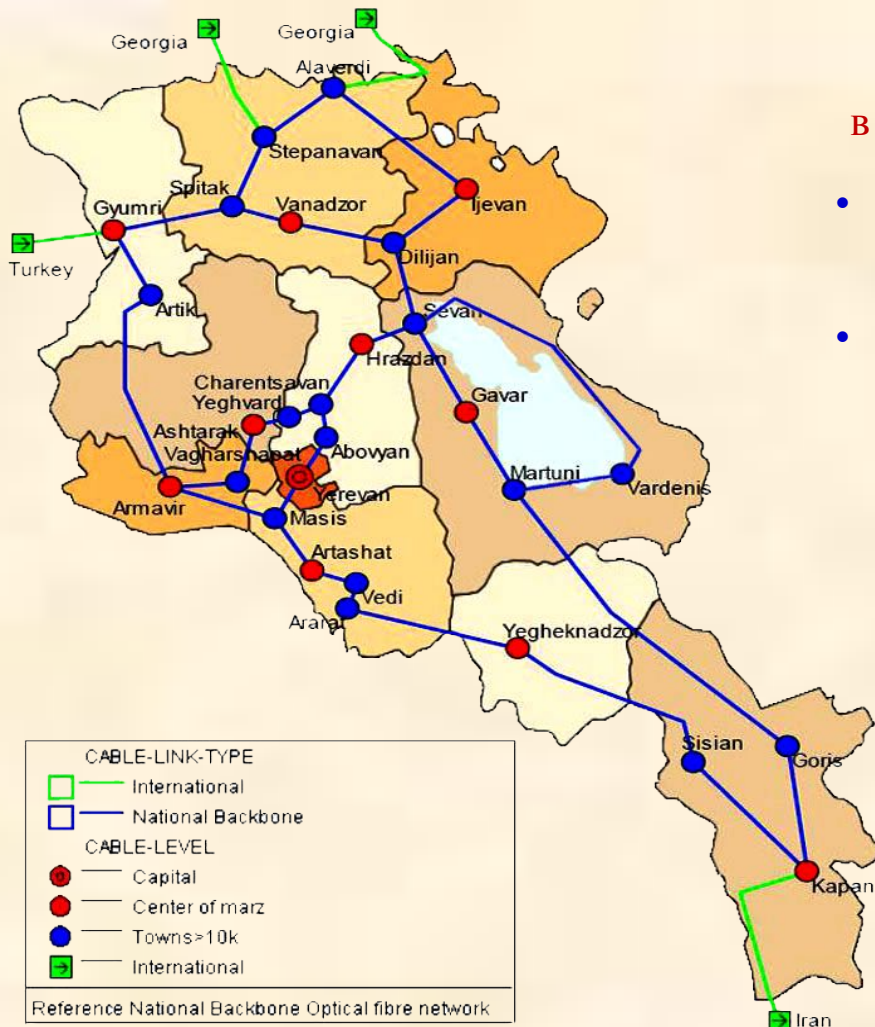 Georgia
Georgia
Alaverdi
B
Stepanavan
Spitak
Vanadzor
Ijevan
Gyumri
Turkey
Dilijan
Artik
Sevan
Hrazdan
Charentsavan
Yeghvard
Gavar
Ashtarak
Abovyan
Vagharshapat
Martuni
Vardenis
Yerevan
Armavir
Masis
Artashat
Vedi
Ararat
Yegheknadzor
Sisian
Goris
Kapan
Iran
CABLE-LINK-TYPE
International
National Backbone
CABLE-LEVEL
Capital
Center of marz
Towns>10k
International
Reference National Backbone Optical fibre network